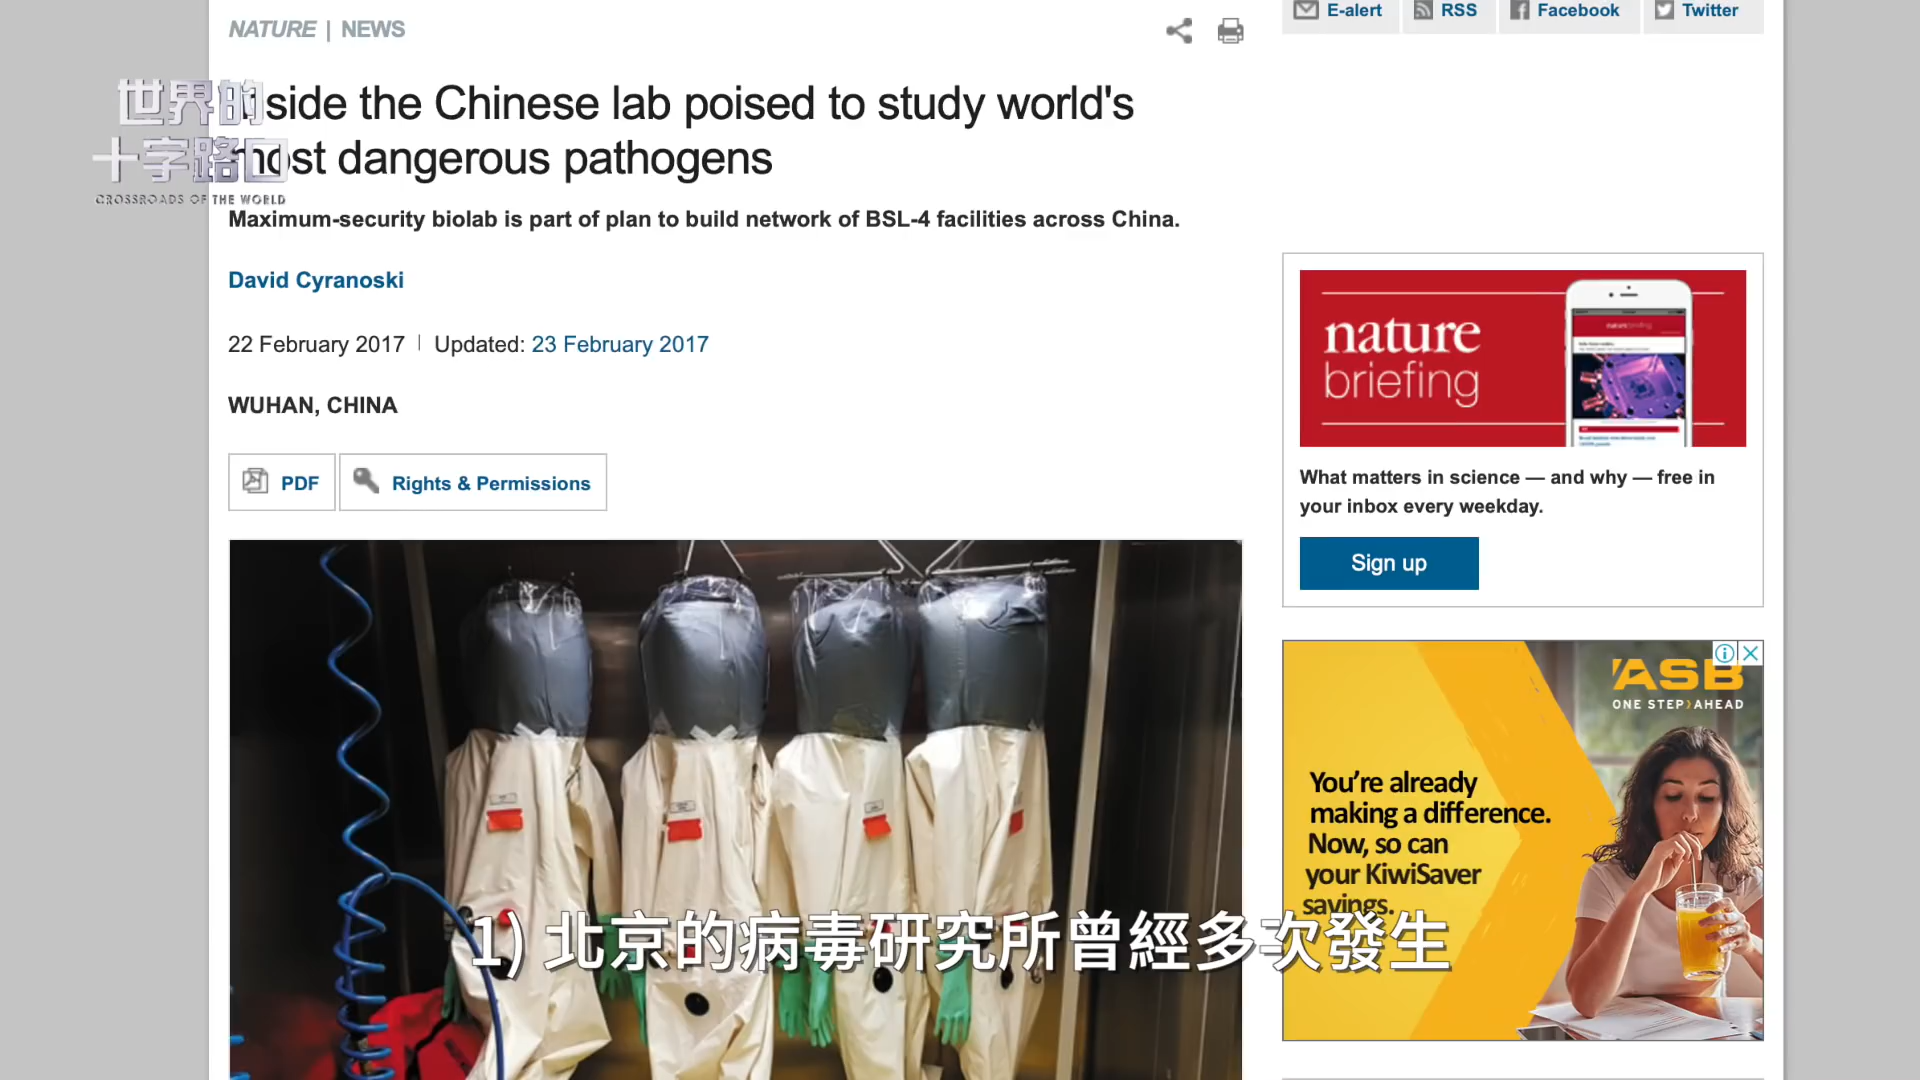 NATURE | NEWS
E-alert
RSS
Facebook
Twitter
世界的
十字路口
CROSSROADS OF THE WORLD
side the Chinese lab poised to study world's
most dangerous pathogens
Maximum-security biolab is part of plan to build network of BSL-4 facilities across China.
David Cyranoski
22 February 2017 | Updated: 23 February 2017
WUHAN, CHINA
PDF
Rights & Permissions
nature
briefing
What matters in science — and why — free in
your inbox every weekday.
Sign up
ASB
ONE STEP AHEAD
You're already
making a difference.
Now, so can
your KiwiSaver
savings.
1) 北京的病毒研究所曾經多次發生